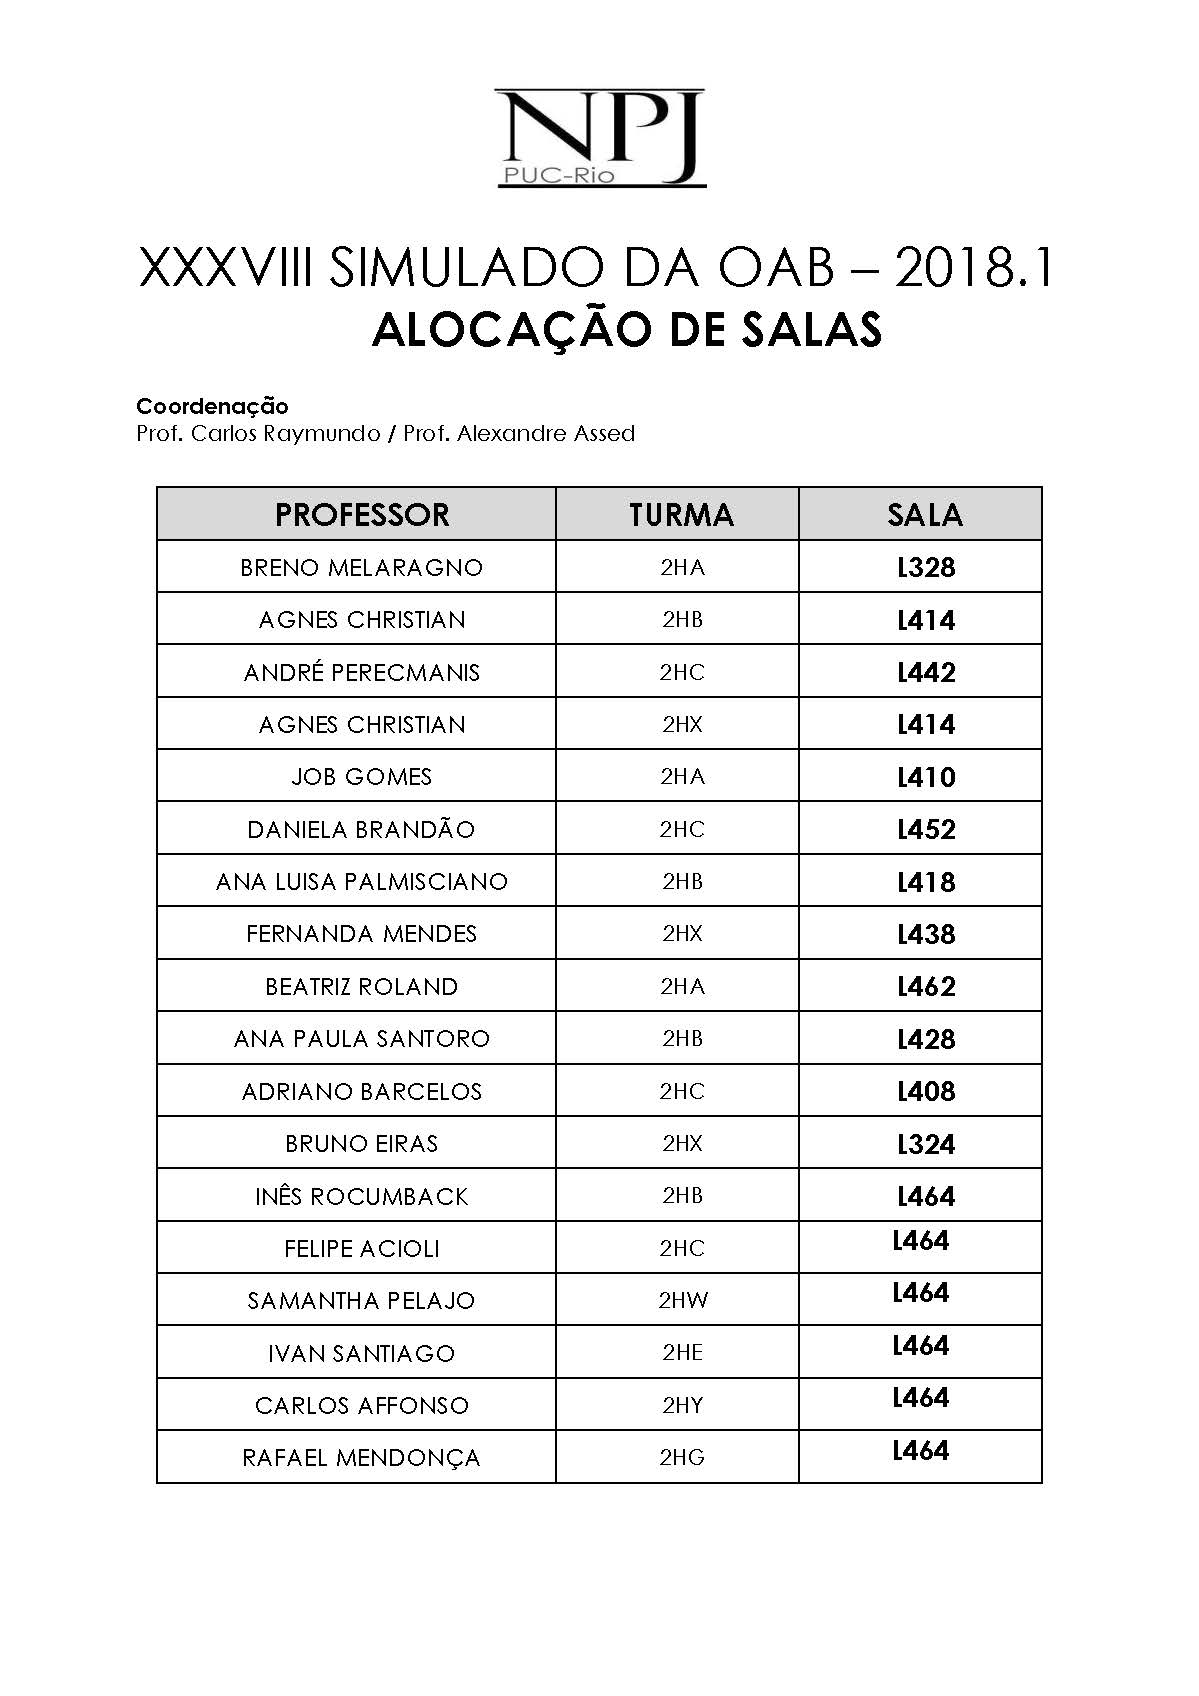 NPJ
PUC-Rio
XXXVIII SIMULADO DA OAB – 2018.1
ALOCAÇÃO DE SALAS
Coordenação
Prof. Carlos Raymundo / Prof. Alexandre Assed
PROFESSOR TURMA SALA
BRENO MELARAGNO 2HA L328
AGNES CHRISTIAN 2HB L414
ANDRÉ PERECMANIS 2HC L442
AGNES CHRISTIAN 2HX L414
JOB GOMES 2HA L410
DANIELA BRANDÃO 2HC L452
ANA LUISA PALMISCIANO 2HB L418
FERNANDA MENDES 2HX L438
BEATRIZ ROLAND 2HA L462
ANA PAULA SANTORO 2HB L428
ADRIANO BARCELOS 2HC L408
BRUNO EIRAS 2HX L324
INÊS ROCUMBACK 2HB L464
FELIPE ACIOLI 2HC L464
SAMANTHA PELAJO 2HW L464
IVAN SANTIAGO 2HE L464
CARLOS AFFONSO 2HY L464
RAFAEL MENDONÇA 2HG L464